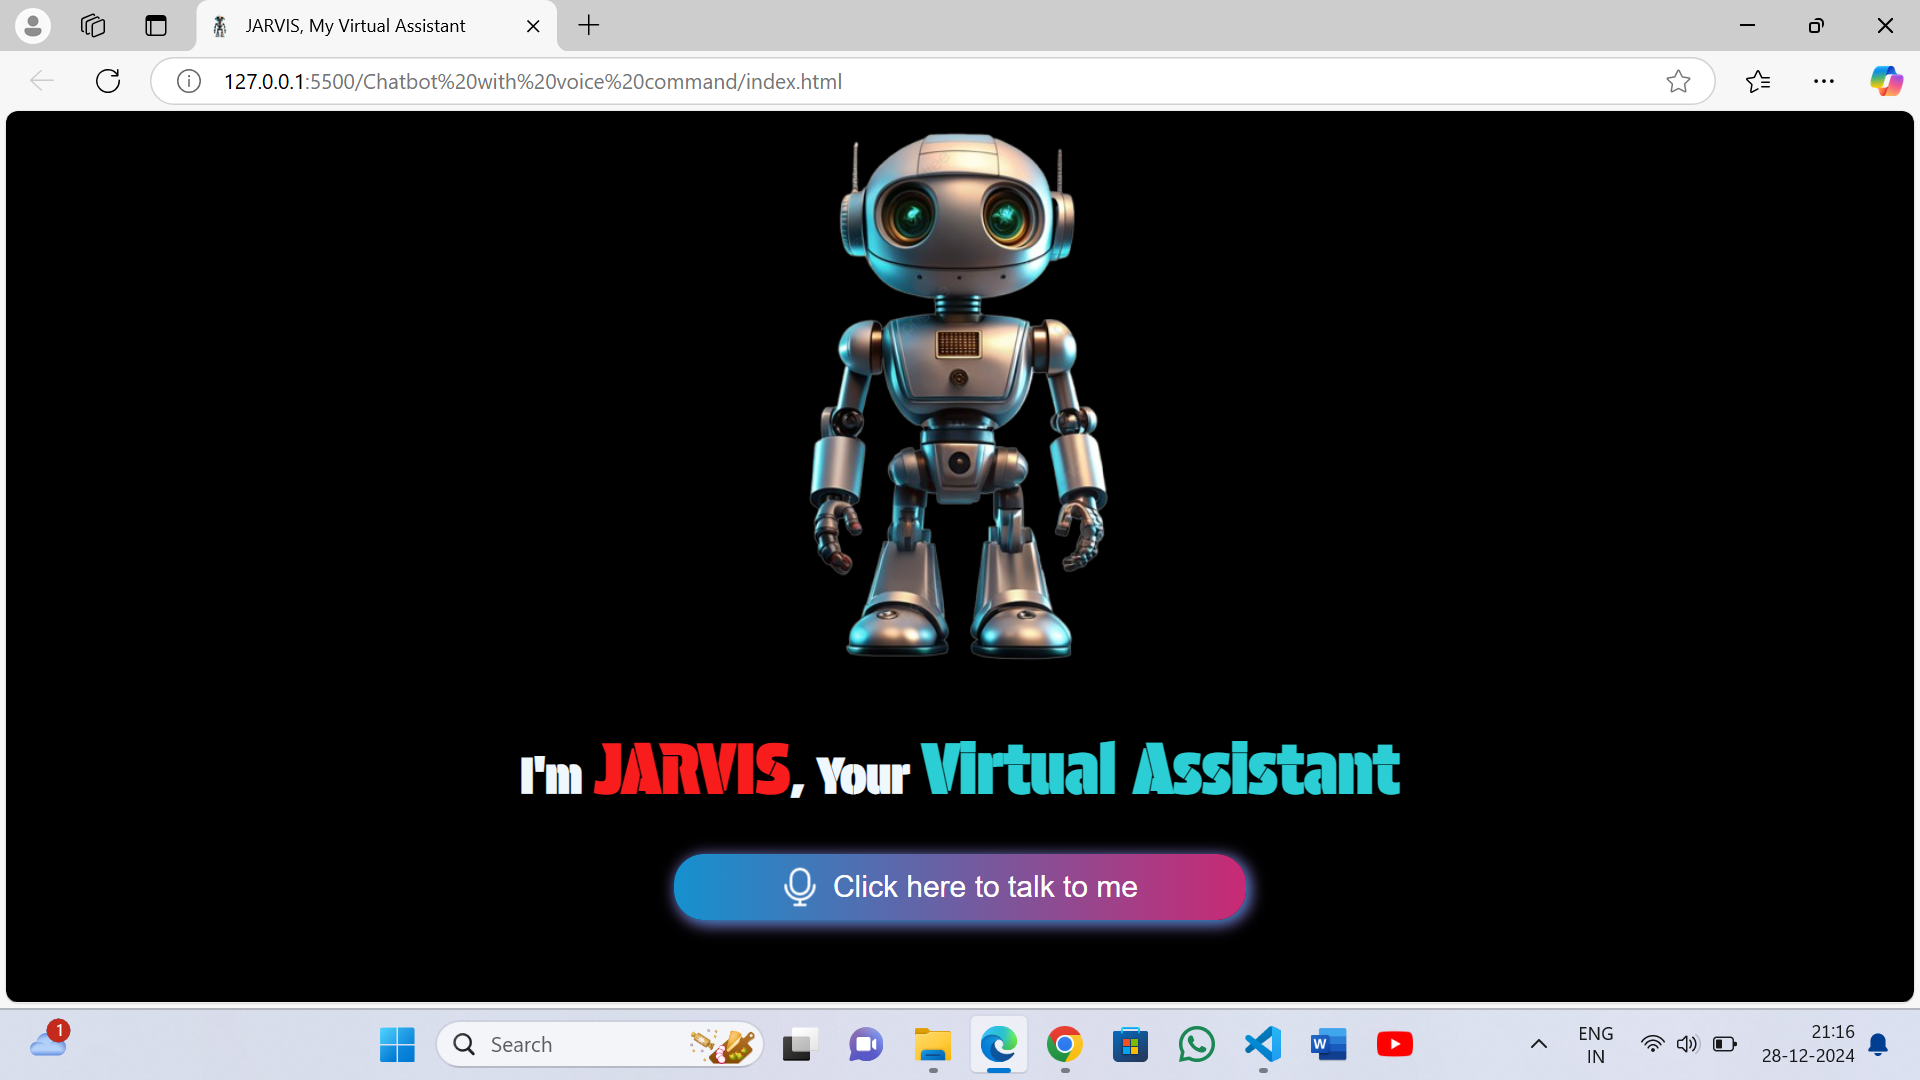 JARVIS, My Virtual Assistant
127.0.0.1:5500/Chatbot%20with%20voice%20command/index.html
I'm JARVIS, Your Virtual Assistant
Click here to talk to me
1
Search
W
ENG
IN
21:16
28-12-2024